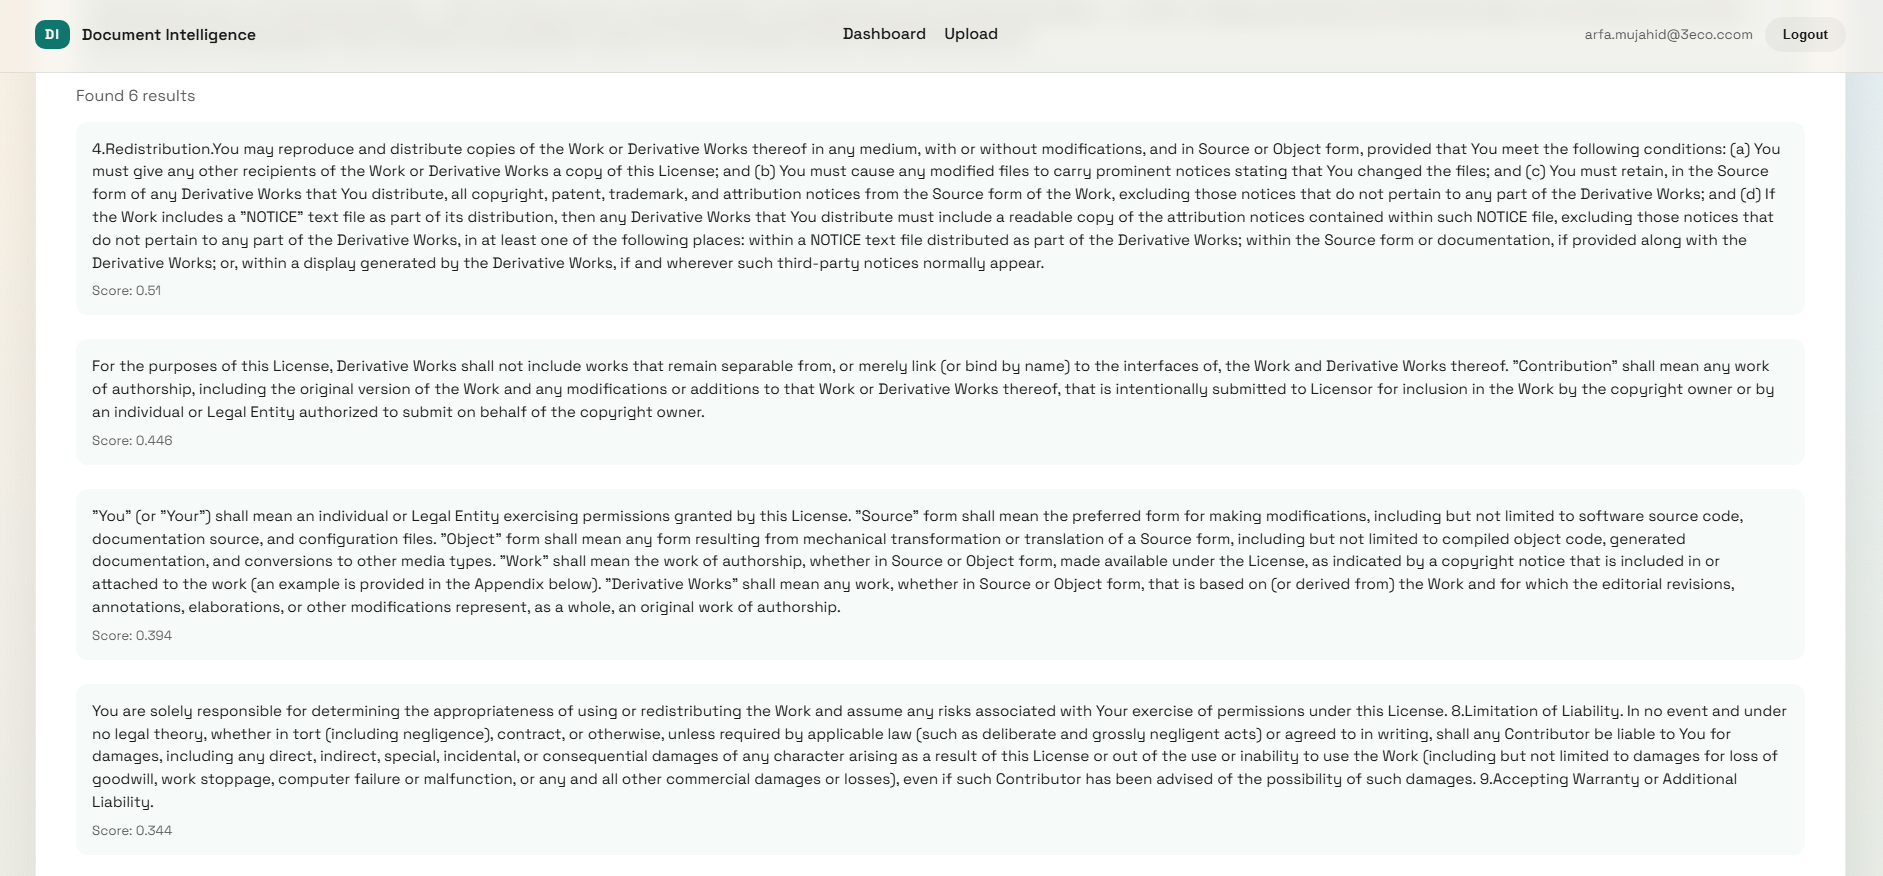 DI Document Intelligence
Dashboard Upload
arfa.mujahid@3eco.ccom Logout
Found 6 results
4.Redistribution.You may reproduce and distribute copies of the Work or Derivative Works thereof in any medium, with or without modifications, and in Source or Object form, provided that You meet the following conditions: (a) You
must give any other recipients of the Work or Derivative Works a copy of this License; and (b) You must cause any modified files to carry prominent notices stating that You changed the files; and (c) You must retain, in the Source
form of any Derivative Works that You distribute, all copyright, patent, trademark, and attribution notices from the Source form of the Work, excluding those notices that do not pertain to any part of the Derivative Works; and (d) If
the Work includes a ”NOTICE” text file as part of its distribution, then any Derivative Works that You distribute must include a readable copy of the attribution notices contained within such NOTICE file, excluding those notices that
do not pertain to any part of the Derivative Works, in at least one of the following places: within a NOTICE text file distributed as part of the Derivative Works; within the Source form or documentation, if provided along with the
Derivative Works; or, within a display generated by the Derivative Works, if and wherever such third-party notices normally appear.
Score: 0.51
For the purposes of this License, Derivative Works shall not include works that remain separable from, or merely link (or bind by name) to the interfaces of, the Work and Derivative Works thereof. ”Contribution” shall mean any work
of authorship, including the original version of the Work and any modifications or additions to that Work or Derivative Works thereof, that is intentionally submitted to Licensor for inclusion in the Work by the copyright owner or by
an individual or Legal Entity authorized to submit on behalf of the copyright owner.
Score: 0.446
”You” (or ”Your”) shall mean an individual or Legal Entity exercising permissions granted by this License. ”Source” form shall mean the preferred form for making modifications, including but not limited to software source code,
documentation source, and configuration files. ”Object” form shall mean any form resulting from mechanical transformation or translation of a Source form, including but not limited to compiled object code, generated
documentation, and conversions to other media types. ”Work” shall mean the work of authorship, whether in Source or Object form, made available under the License, as indicated by a copyright notice that is included in or
attached to the work (an example is provided in the Appendix below). ”Derivative Works” shall mean any work, whether in Source or Object form, that is based on (or derived from) the Work and for which the editorial revisions,
annotations, elaborations, or other modifications represent, as a whole, an original work of authorship.
Score: 0.394
You are solely responsible for determining the appropriateness of using or redistributing the Work and assume any risks associated with Your exercise of permissions under this License. 8.Limitation of Liability. In no event and under
no legal theory, whether in tort (including negligence), contract, or otherwise, unless required by applicable law (such as deliberate and grossly negligent acts) or agreed to in writing, shall any Contributor be liable to You for
damages, including any direct, indirect, special, incidental, or consequential damages of any character arising as a result of this License or out of the use or inability to use the Work (including but not limited to damages for loss of
goodwill, work stoppage, computer failure or malfunction, or any and all other commercial damages or losses), even if such Contributor has been advised of the possibility of such damages. 9.Accepting Warranty or Additional
Liability.
Score: 0.344